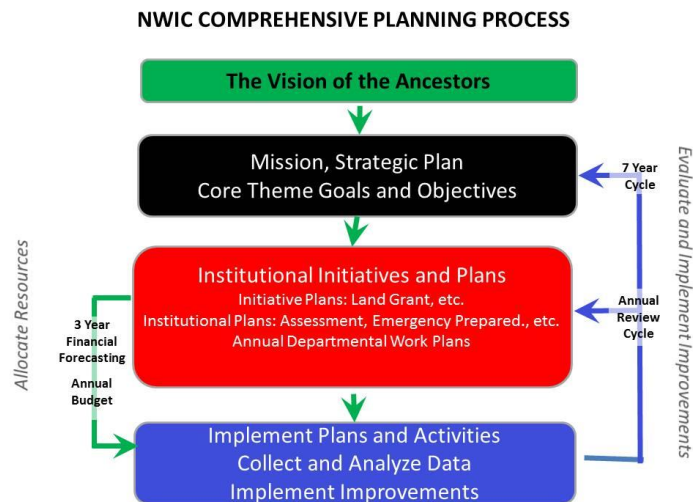 NWIC COMPREHENSIVE PLANNING PROCESS
The Vision of the Ancestors
Mission, Strategic Plan
Core Theme Goals and Objectives
7 Year
Cycle
Evaluate and Implement Improvements
Allocate Resources
Institutional Initiatives and Plans
Initiative Plans: Land Grant, etc.
Institutional Plans: Assessment, Emergency Prepared., etc.
Annual Departmental Work Plans
Annual
Review
Cycle
3 Year
Financial
Forecasting
Annual
Budget
Implement Plans and Activities
Collect and Analyze Data
Implement Improvements